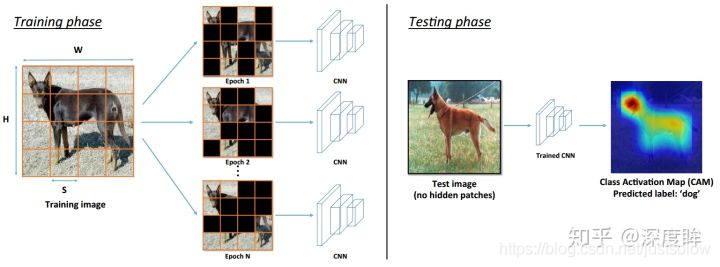 Training phase
W
H
S
Training image
Epoch 1
CNN
Epoch 2
CNN
Epoch N
CNN
Testing phase
Test image
(no hidden patches)
Trained CNN
Class Activation Map (CAM)
Predicted label: ‘dog’
知乎 @深度眸
https://blog.csdn.net/justsolow